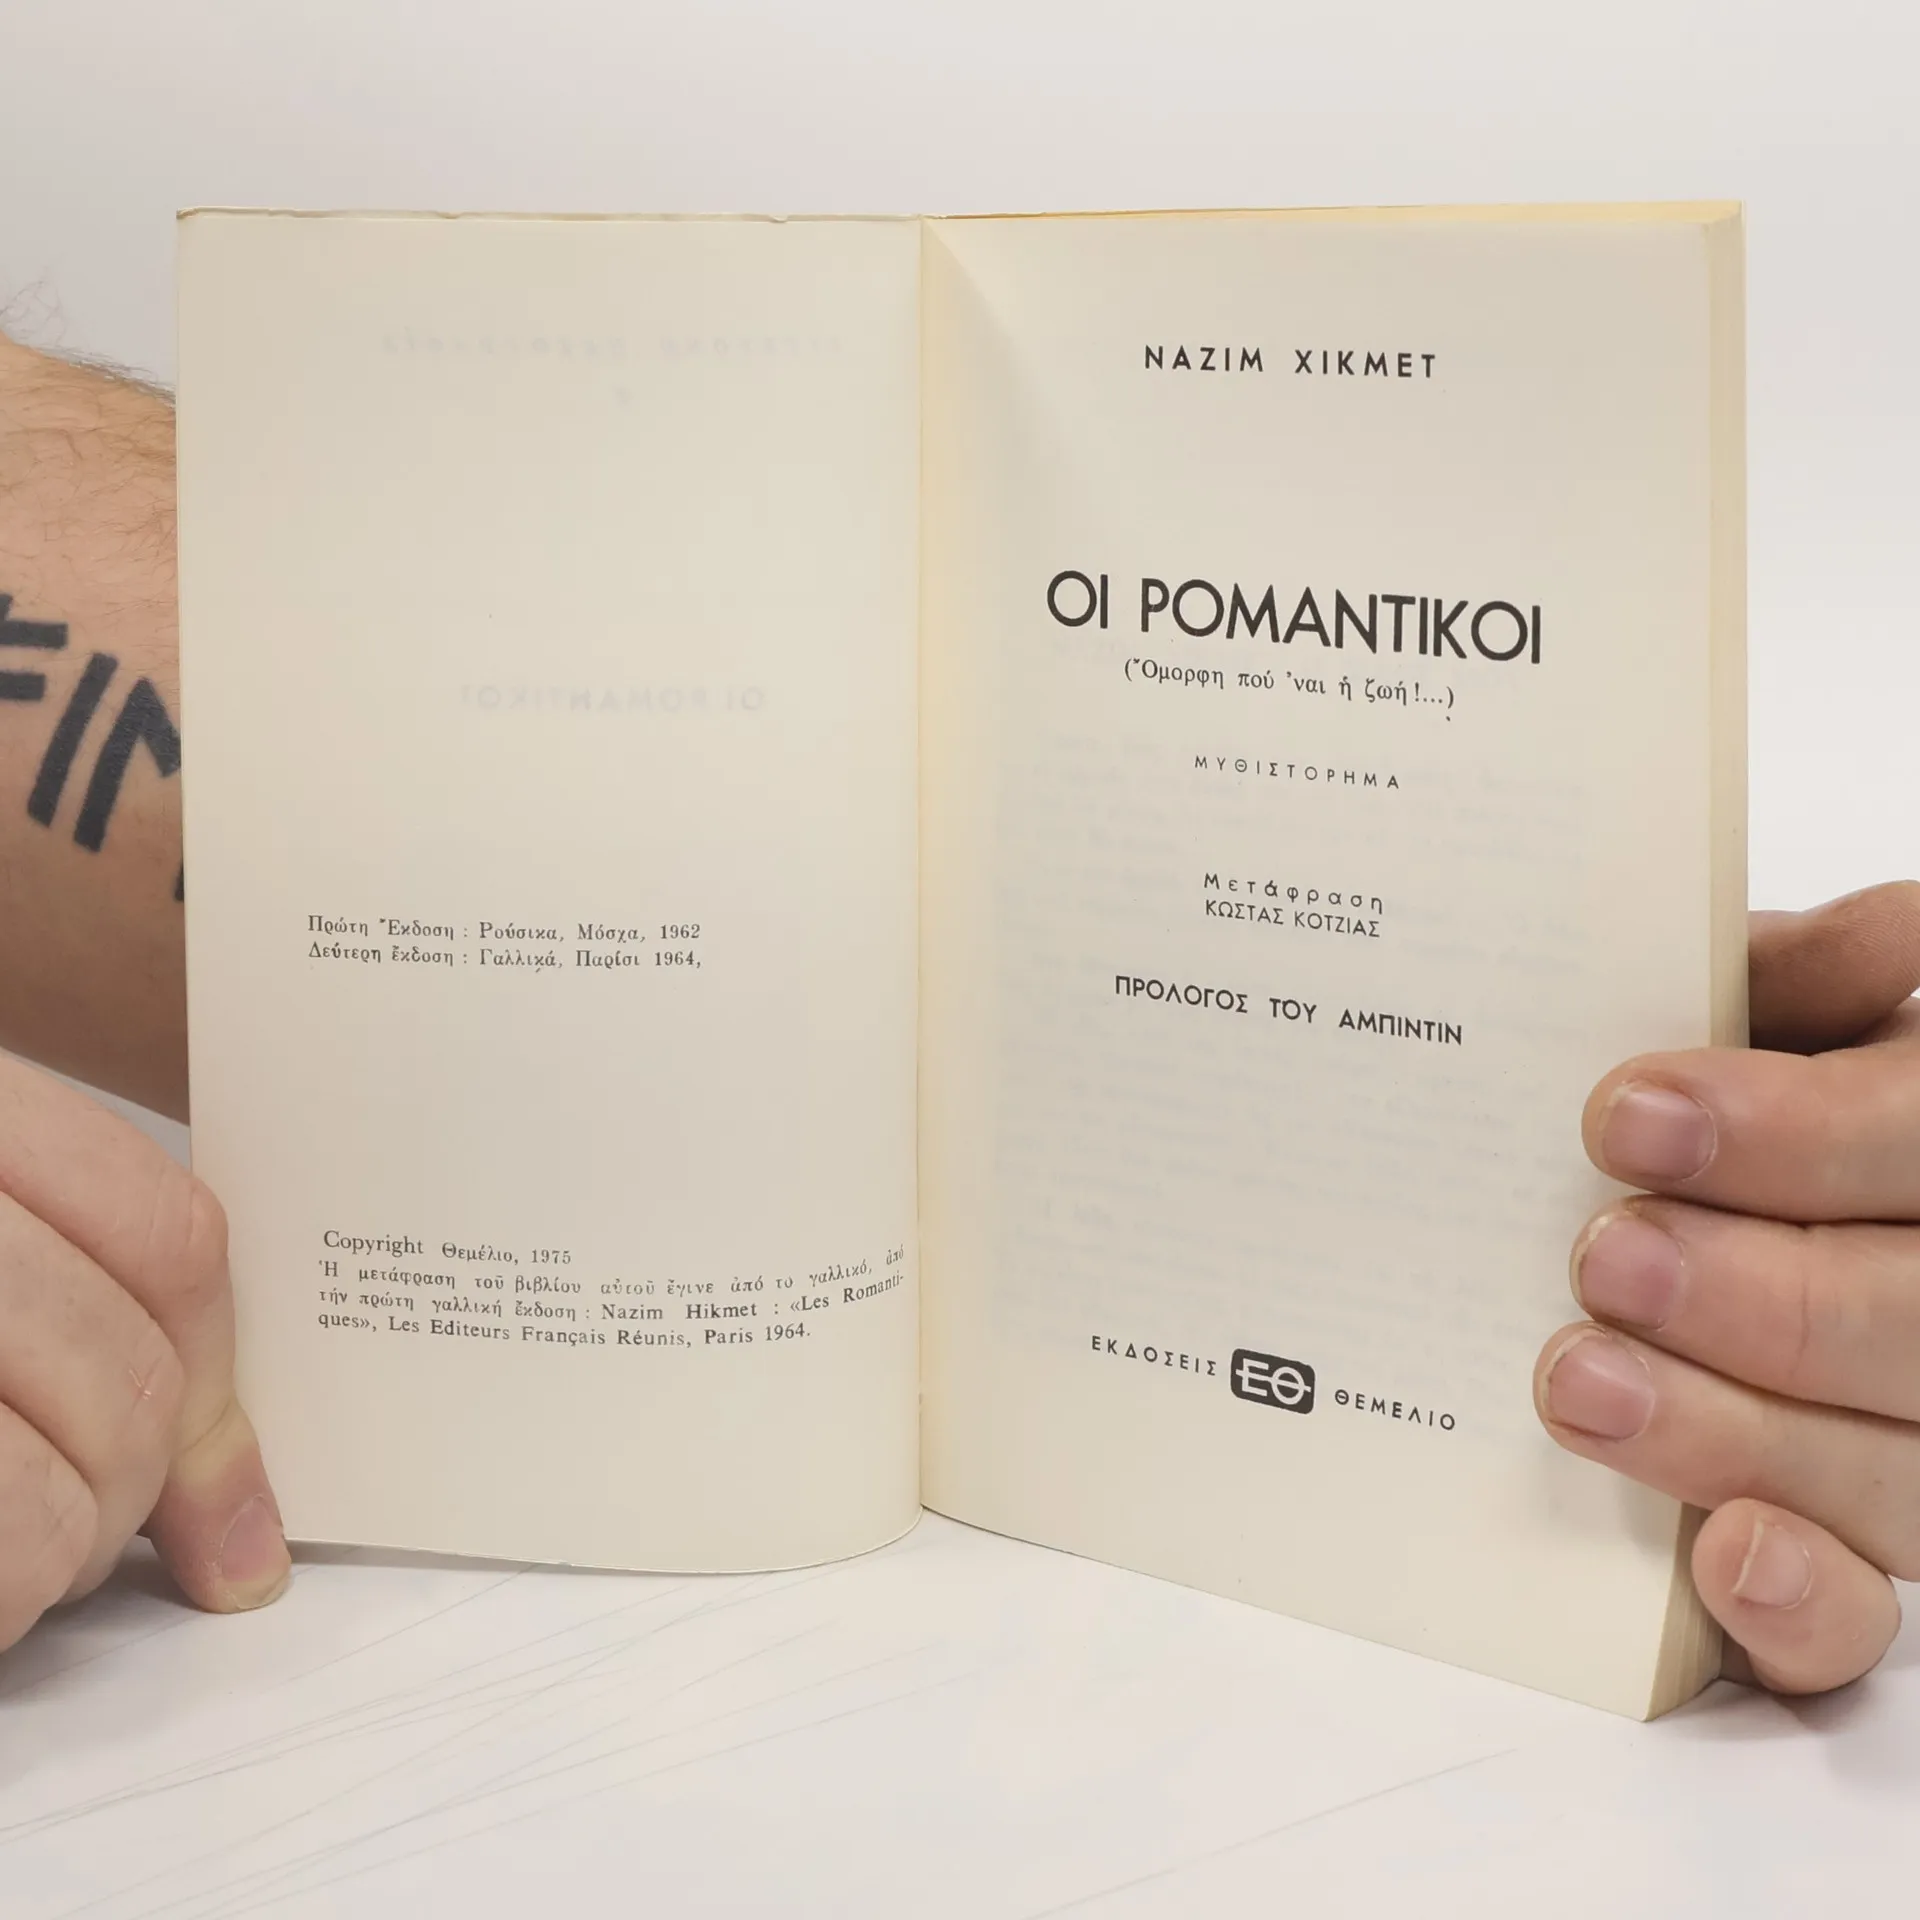 Πρώτη Ἔκδοση : Ρούσικα, Μόσχα, 1962
Δεύτερη ἔκδοση : Γαλλικά, Παρίσι 1964,
Copyright Θεμέλιο, 1975
Ἡ μετάφραση τοῦ βιβλίου αὐτοῦ ἔγινε ἀπό τό γαλλικό, ἀπό
τήν πρώτη γαλλική ἔκδοση : Nazim Hikmet : «Les Romanti-
ques», Les Editeurs Français Réunis, Paris 1964.
ΝΑΖΙΜ ΧΙΚΜΕΤ
ΟΙ ΡΟΜΑΝΤΙΚΟΙ
(Ὄμορφη πού 'ναι ἡ ζωή!...)
ΜΥΘΙΣΤΟΡΗΜΑ
Μετάφραση
ΚΩΣΤΑΣ ΚΟΤΖΙΑΣ
ΠΡΟΛΟΓΟΣ ΤΟΥ ΑΜΠΙΝΤΙΝ
ΕΚΔΟΣΕΙΣ ΕΘ ΘΕΜΕΛΙΟ